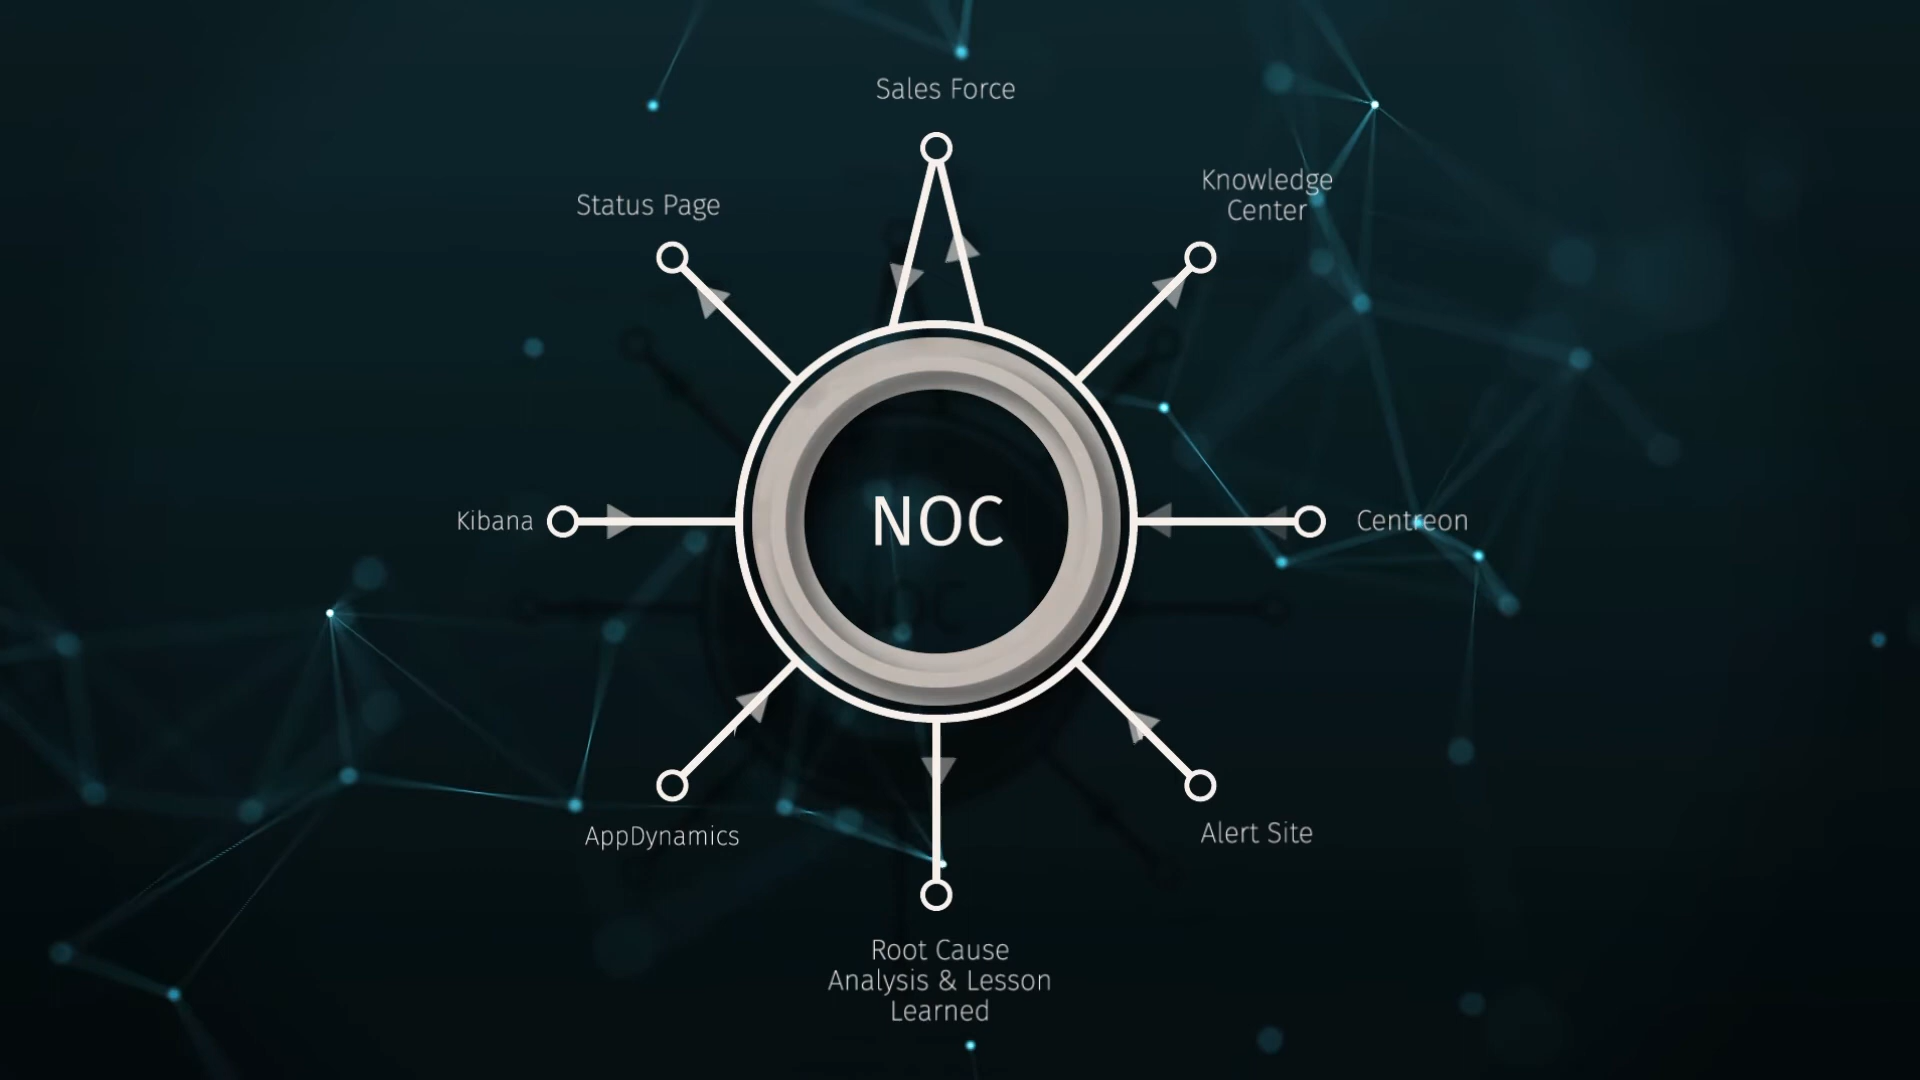 Sales Force
Knowledge
Center
Status Page
Kibana
NOC
Centreon
AppDynamics
Alert Site
Root Cause
Analysis & Lesson
Learned